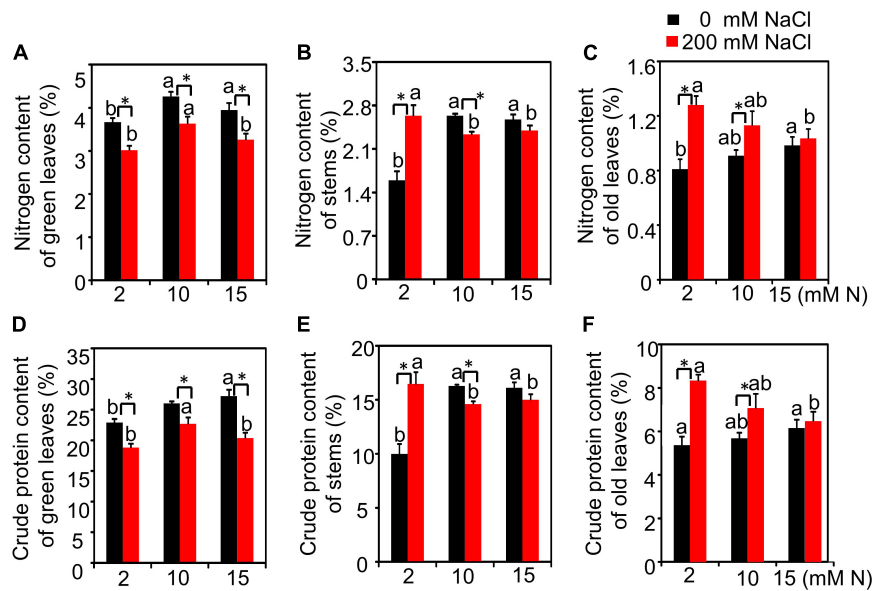 0 mM NaCl
200 mM NaCl
A
Nitrogen content
of green leaves (%)
5
4
3
2
1
0
b * b
a * a
a * b
2 10 15
B
Nitrogen content
of stems (%)
3.5
2.8
2.1
1.4
0.7
0
b * a
a * b
a b
2 10 15
C
Nitrogen content
of old leaves (%)
1.6
1.2
0.8
0.4
0
b * a
ab * ab
a b
2 10 15 (mM N)
D
Crude protein content
of green leaves (%)
35
30
25
20
15
10
5
0
b * b
* a
a * b
2 10 15
E
Crude protein content
of stems (%)
20
15
10
5
0
b * a
a * b
a b
2 10 15
F
Crude protein content
of old leaves (%)
10
8
6
4
2
0
a * a
ab * ab
a b
2 10 15 (mM N)